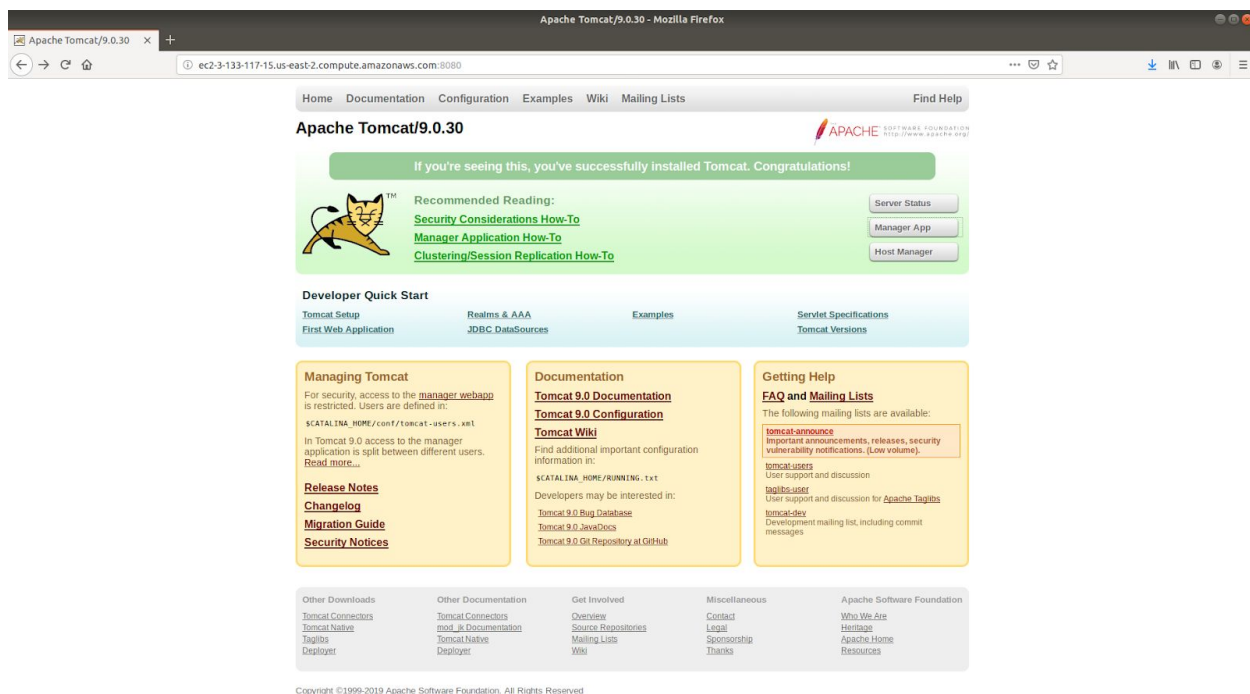 Apache Tomcat/9.0.30 - Mozilla Firefox
Apache Tomcat/9.0.30
ec2-3-133-117-15.us-east-2.compute.amazonaws.com:8080
Home Documentation Configuration Examples Wiki Mailing Lists Find Help
Apache Tomcat/9.0.30
APACHE SOFTWARE FOUNDATION
http://www.apache.org/
If you're seeing this, you've successfully installed Tomcat. Congratulations!
TM
Recommended Reading:
Security Considerations How-To
Manager Application How-To
Clustering/Session Replication How-To
Server Status
Manager App
Host Manager
Developer Quick Start
Tomcat Setup
First Web Application
Realms & AAA
JDBC DataSources
Examples
Servlet Specifications
Tomcat Versions
Managing Tomcat
For security, access to the manager webapp
is restricted. Users are defined in:
$CATALINA_HOME/conf/tomcat-users.xml
In Tomcat 9.0 access to the manager
application is split between different users.
Read more...
Release Notes
Changelog
Migration Guide
Security Notices
Documentation
Tomcat 9.0 Documentation
Tomcat 9.0 Configuration
Tomcat Wiki
Find additional important configuration
information in:
$CATALINA_HOME/RUNNING.txt
Developers may be interested in:
Tomcat 9.0 Bug Database
Tomcat 9.0 JavaDocs
Tomcat 9.0 Git Repository at GitHub
Getting Help
FAQ and Mailing Lists
The following mailing lists are available:
tomcat-announce
Important announcements, releases, security
vulnerability notifications. (Low volume).
tomcat-users
User support and discussion
taglibs-user
User support and discussion for Apache Taglibs
tomcat-dev
Development mailing list, including commit
messages
Other Downloads
Tomcat Connectors
Tomcat Native
Taglibs
Deployer
Other Documentation
Tomcat Connectors
mod_jk Documentation
Tomcat Native
Deployer
Get Involved
Overview
Source Repositories
Mailing Lists
Wiki
Miscellaneous
Contact
Legal
Sponsorship
Thanks
Apache Software Foundation
Who We Are
Heritage
Apache Home
Resources
Copyright ©1999-2019 Apache Software Foundation. All Rights Reserved